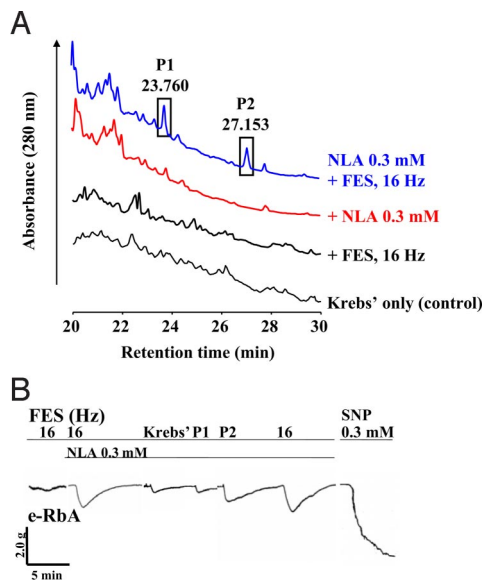 A
Absorbance (280 nm)
P1
23.760
P2
27.153
NLA 0.3 mM
+ FES, 16 Hz
+ NLA 0.3 mM
+ FES, 16 Hz
Krebs' only (control)
20 22 24 26 28 30
Retention time (min)
B
FES (Hz)
SNP
16 16 Krebs' P1 P2 16 0.3 mM
NLA 0.3 mM
e-RbA
2.0 g
5 min